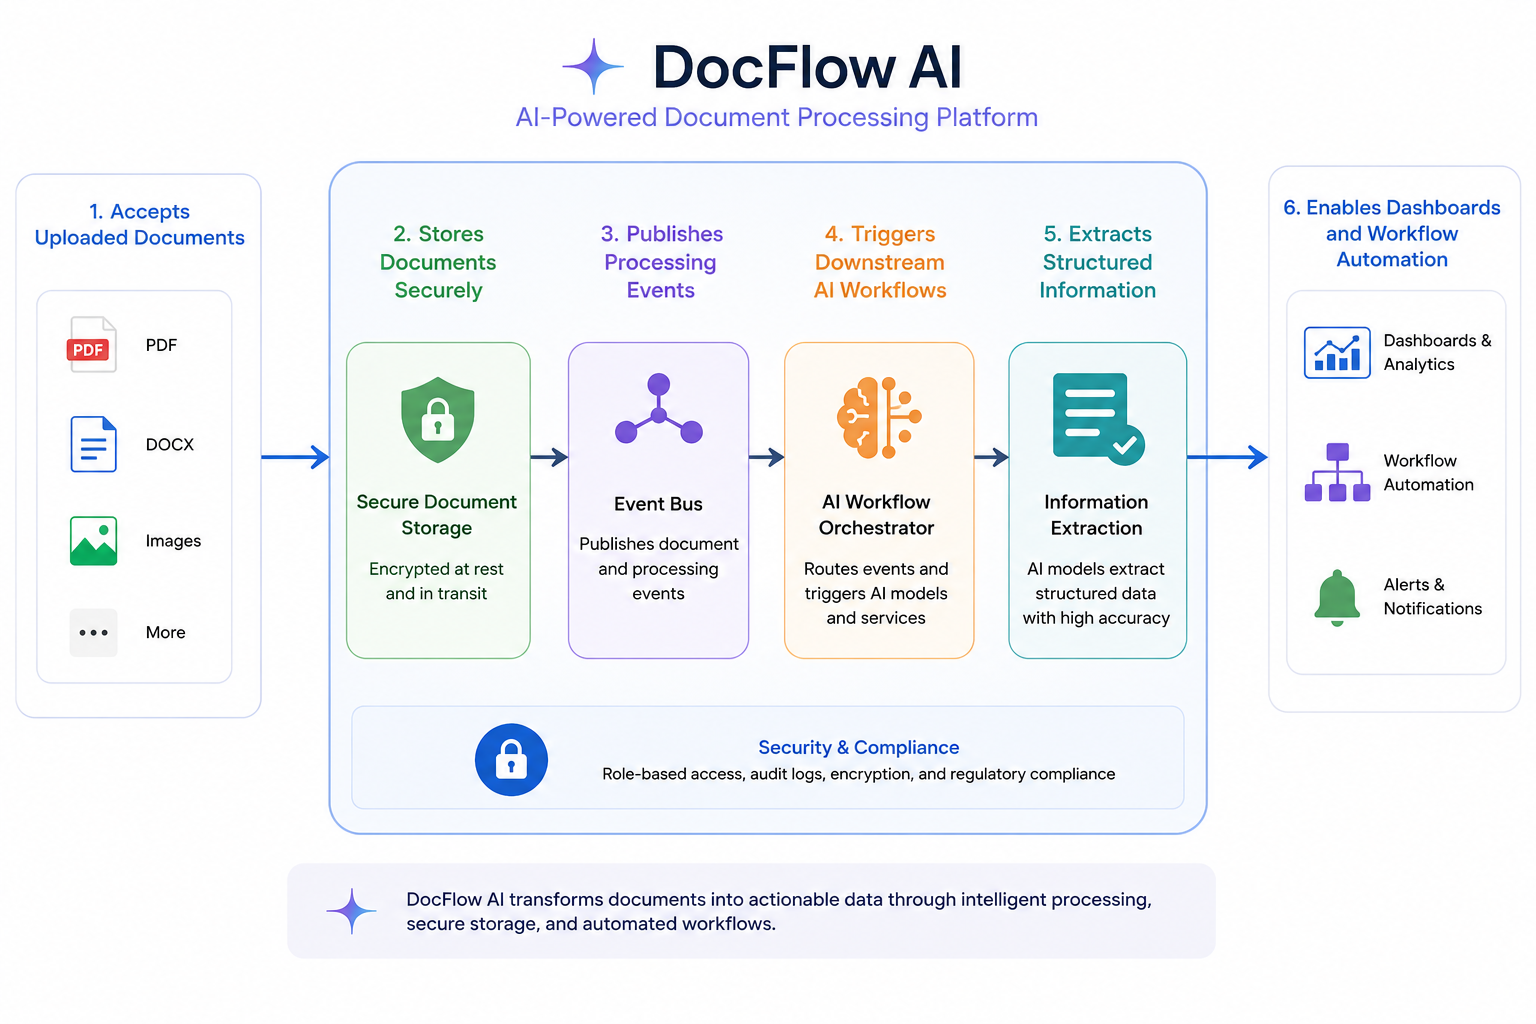 DocFlow AI
AI-Powered Document Processing Platform
1. Accepts
Uploaded Documents
PDF
PDF
DOCX
Images
More
2. Stores
Documents
Securely
Secure Document
Storage
Encrypted at rest
and in transit
3. Publishes
Processing
Events
Event Bus
Publishes document
and processing
events
4. Triggers
Downstream
AI Workflows
AI Workflow
Orchestrator
Routes events and
triggers AI models
and services
5. Extracts
Structured
Information
Information
Extraction
AI models extract
structured data
with high accuracy
Security & Compliance
Role-based access, audit logs, encryption, and regulatory compliance
6. Enables Dashboards
and Workflow
Automation
Dashboards &
Analytics
Workflow
Automation
Alerts &
Notifications
DocFlow AI transforms documents into actionable data through intelligent processing,
secure storage, and automated workflows.